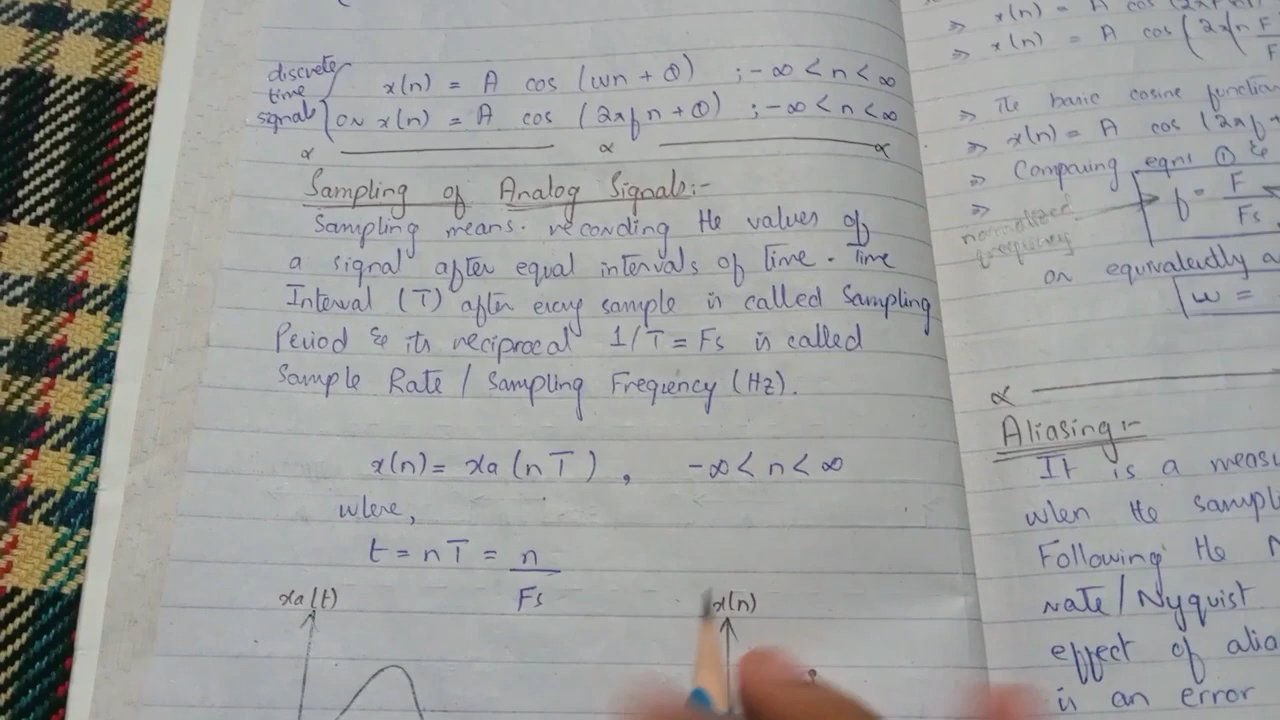 discrete time signal
x(n) = A cos (ωn + Φ) ; -∞ < n < ∞
or x(n) = A cos (2πfn + Φ) ; -∞ < n < ∞
Sampling of Analog Signals:-
Sampling means. recording the values of
a signal after equal intervals of time. Time
Interval (T) after every sample is called Sampling
Period & its reciprocal 1/T = Fs is called
Sample Rate / Sampling Frequency (Hz).
x(n) = xa (nT) , -∞ < n < ∞
where,
t = nT = n / Fs
xa(t)
x(n)
⇒ x(n) = A cos
⇒ x(n) = A cos (2πn F
⇒ The basic cosine function
⇒ x(n) = A cos (2πf
⇒ Comparing eqns ① &
⇒ f = F / Fs
normalized frequency
or equivalently
ω =
Aliasing:-
It is a
when the
Following the
rate/Nyquist
effect of
is an error